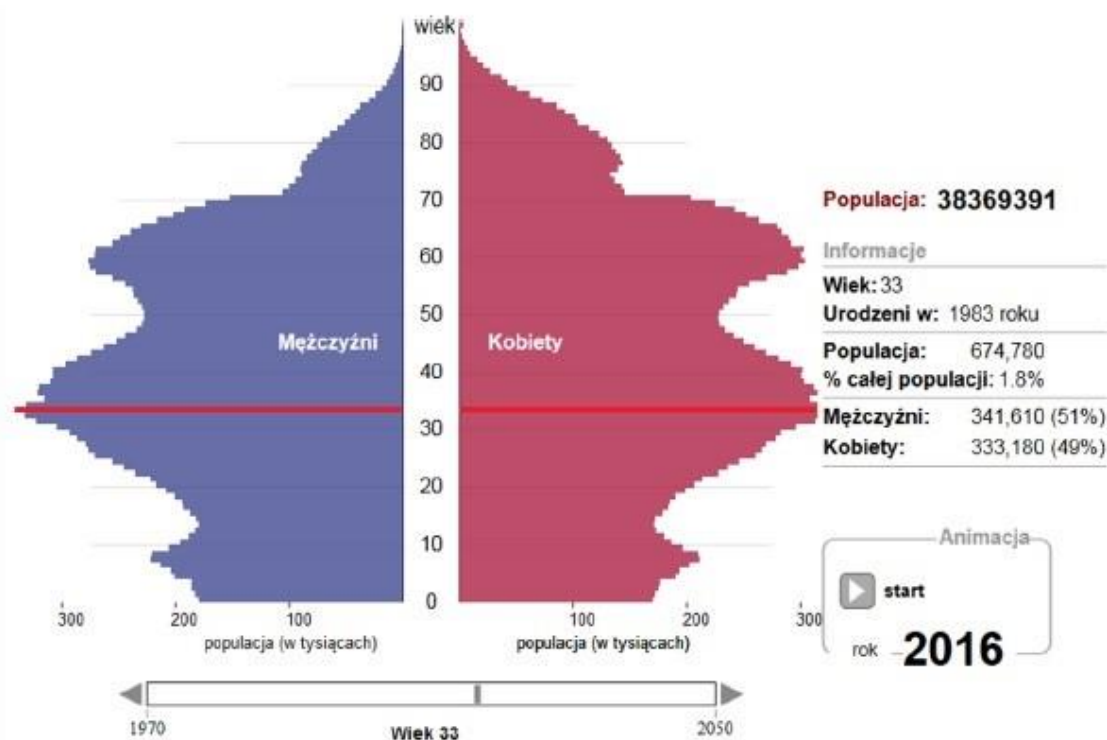 wiek
90
80
70
60
50
40
30
20
10
0
Mężczyźni
Kobiety
300 200 100
100 200 300
populacja (w tysiącach)
populacja (w tysiącach)
1970
Wiek 33
2050
Populacja: 38369391
Informacje
Wiek: 33
Urodzeni w: 1983 roku
Populacja: 674,780
% całej populacji: 1.8%
Mężczyźni: 341,610 (51%)
Kobiety: 333,180 (49%)
Animacja
start
rok 2016